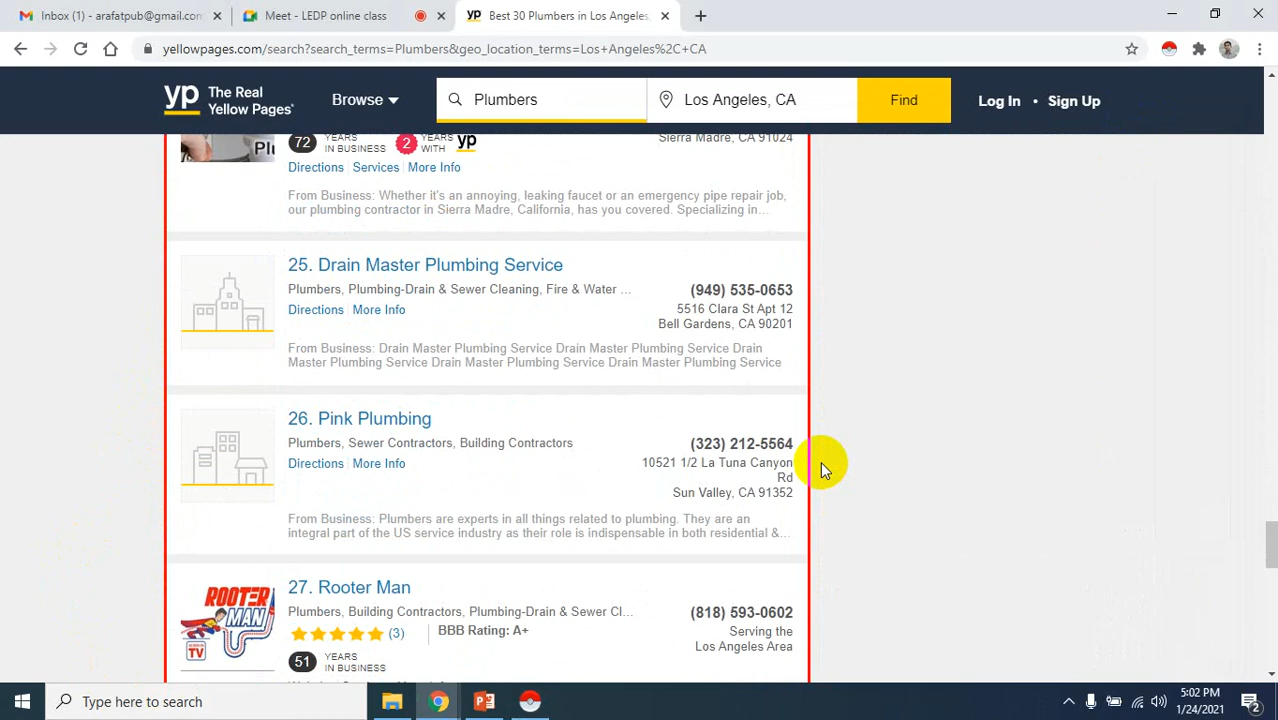 Inbox (1) - arafatpub@gmail.com
Meet - LEDP online class
Best 30 Plumbers in Los Angeles,
yellowpages.com/search?search_terms=Plumbers&geo_location_terms=Los+Angeles%2C+CA
yp The Real Yellow Pages®
Browse
Plumbers
Los Angeles, CA
Find
Log In • Sign Up
72 YEARS IN BUSINESS 2 YEARS WITH yp
Sierra Madre, CA 91024
Directions Services More Info
From Business: Whether it's an annoying, leaking faucet or an emergency pipe repair job,
our plumbing contractor in Sierra Madre, California, has you covered. Specializing in…
25. Drain Master Plumbing Service
Plumbers, Plumbing-Drain & Sewer Cleaning, Fire & Water ...
(949) 535-0653
Directions More Info
5516 Clara St Apt 12
Bell Gardens, CA 90201
From Business: Drain Master Plumbing Service Drain Master Plumbing Service Drain
Master Plumbing Service Drain Master Plumbing Service Drain Master Plumbing Service
26. Pink Plumbing
Plumbers, Sewer Contractors, Building Contractors
(323) 212-5564
Directions More Info
10521 1/2 La Tuna Canyon
Rd
Sun Valley, CA 91352
From Business: Plumbers are experts in all things related to plumbing. They are an
integral part of the US service industry as their role is indispensable in both residential &…
27. Rooter Man
Plumbers, Building Contractors, Plumbing-Drain & Sewer Cl...
(818) 593-0602
(3) BBB Rating: A+
Serving the
Los Angeles Area
51 YEARS IN BUSINESS
ROOTER
MAN
AS SEEN ON
TV
Type here to search
5:02 PM
1/24/2021
2